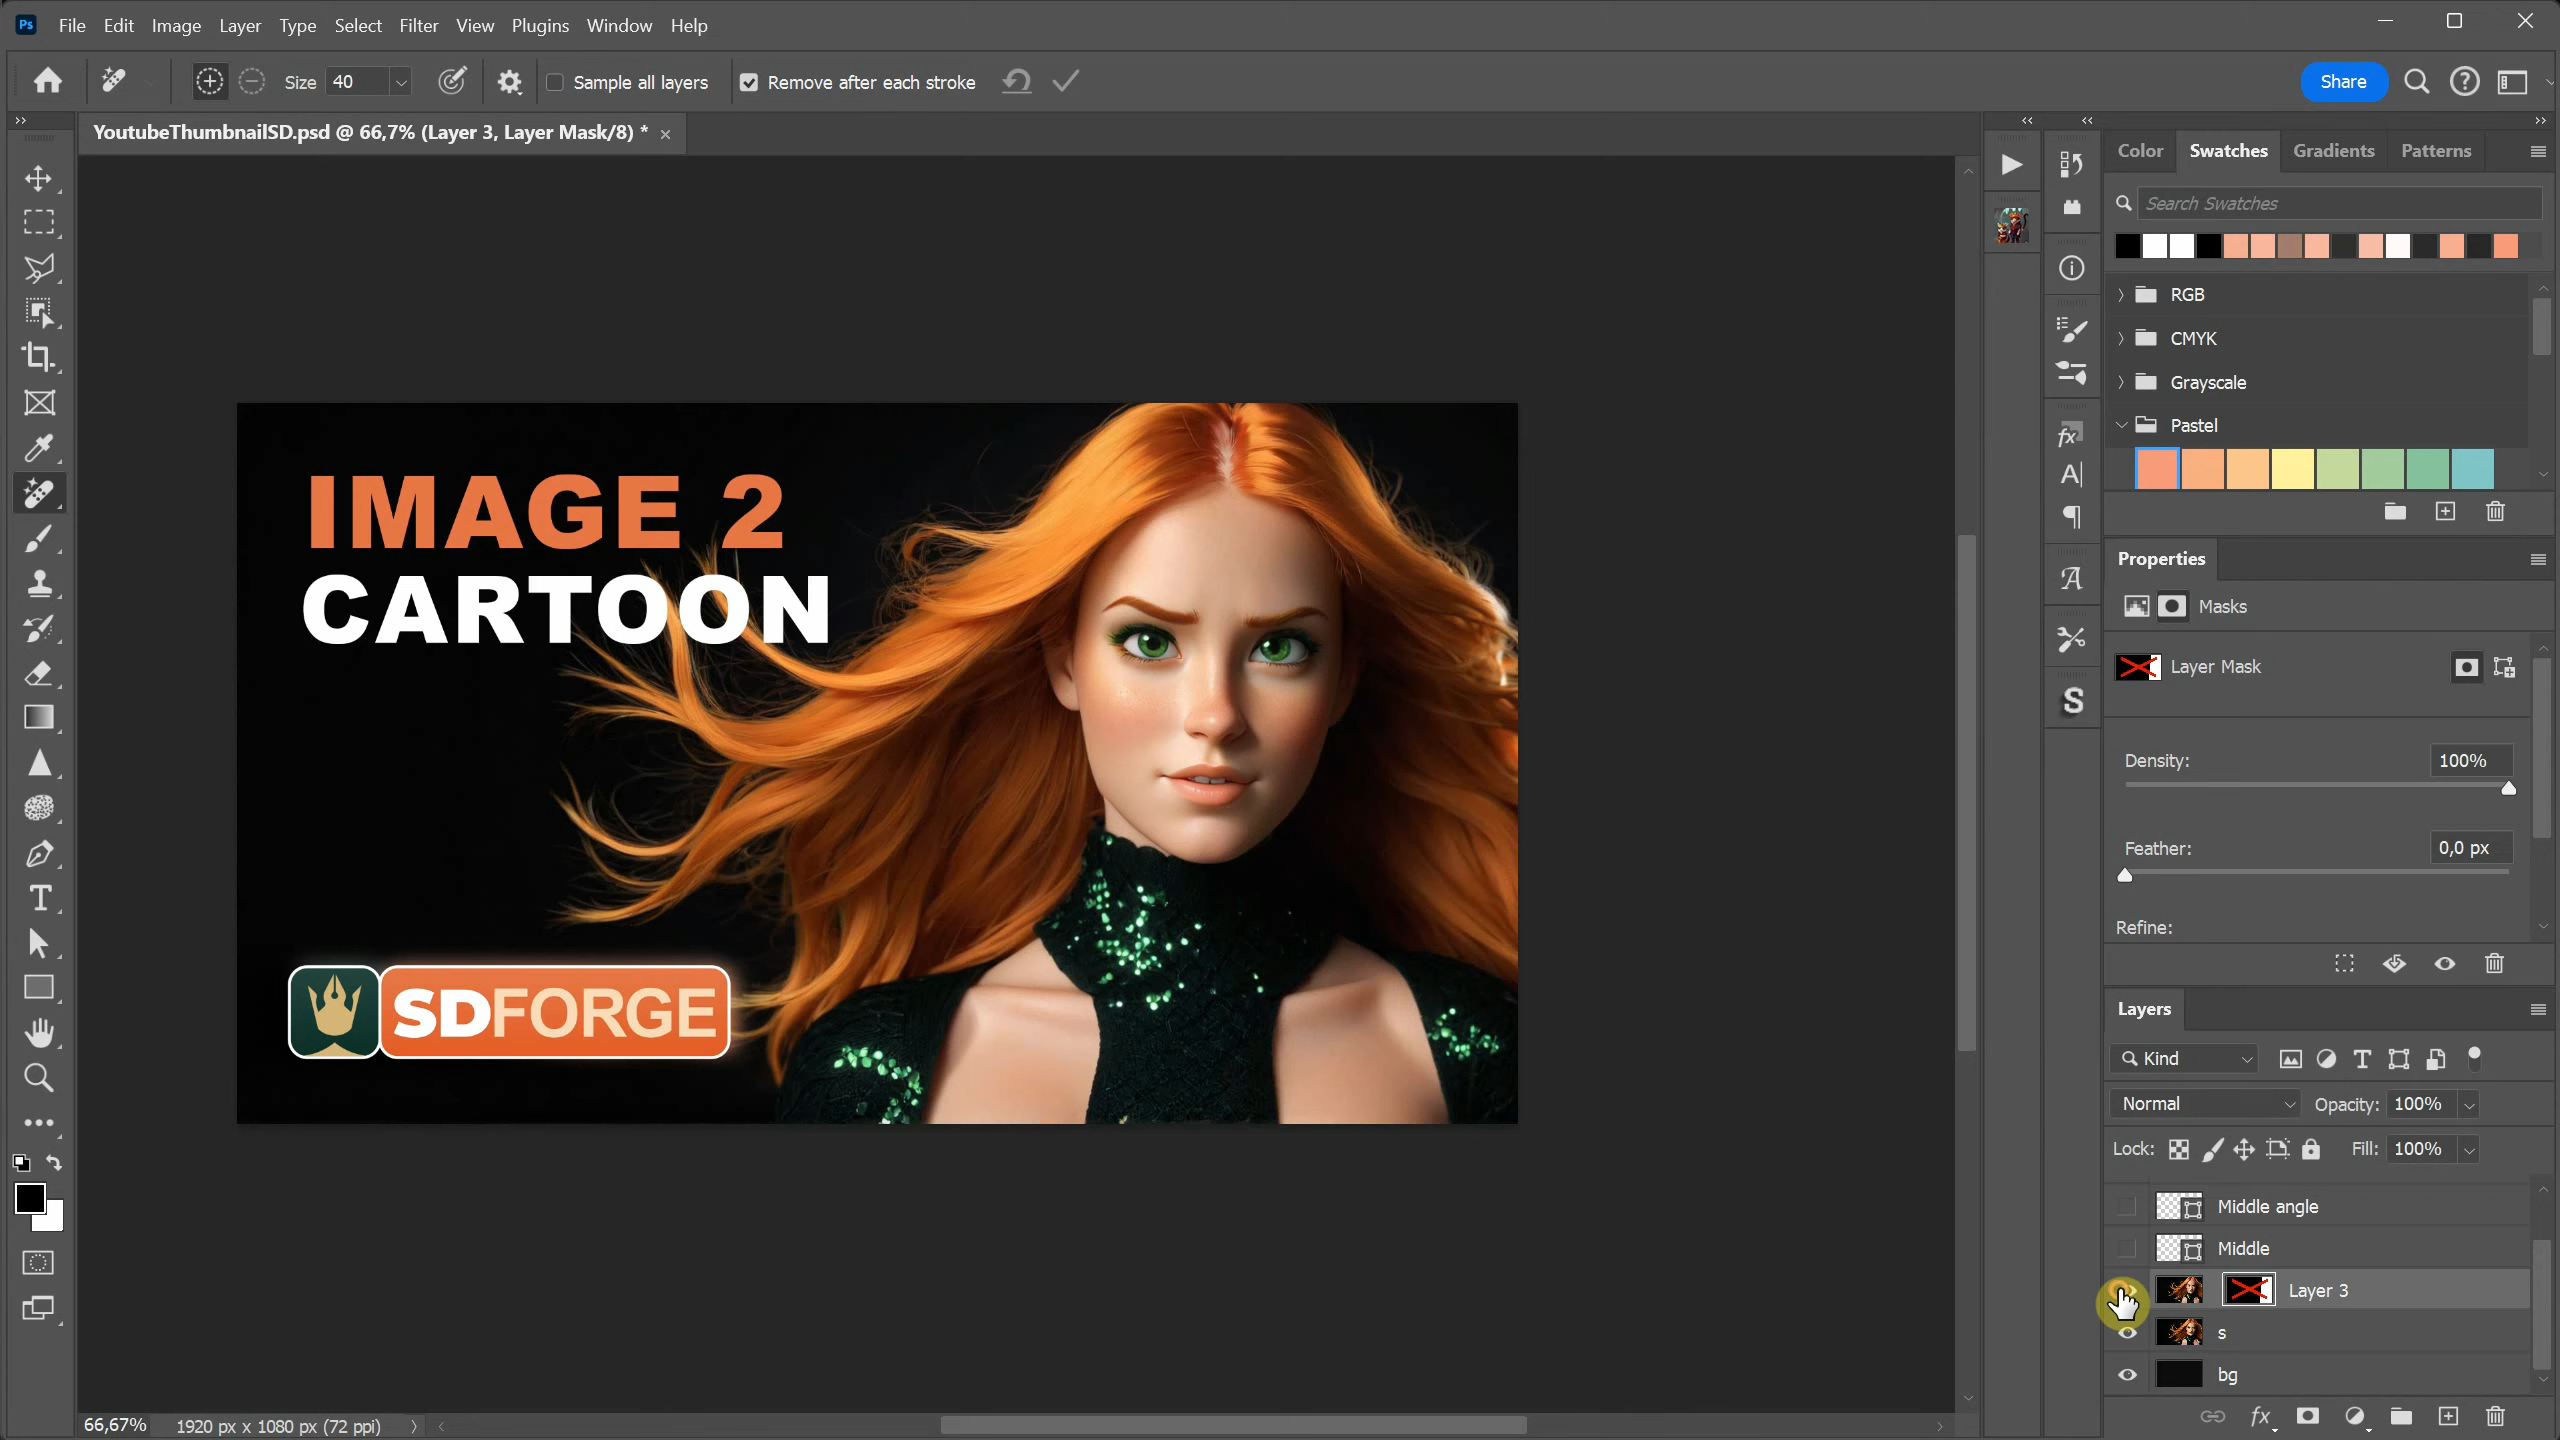 Ps File Edit Image Layer Type Select Filter View Plugins Window Help
Size 40 Sample all layers Remove after each stroke Share
YoutubeThumbnailSD.psd @ 66,7% (Layer 3, Layer Mask/8) *
Color Swatches Gradients Patterns
Search Swatches
RGB
CMYK
Grayscale
Pastel
IMAGE 2
CARTOON
SDFORGE
Properties
Masks
Layer Mask
Density: 100%
Feather: 0,0 px
Refine:
Layers
Kind
Normal Opacity: 100%
Lock: Fill: 100%
Middle angle
Middle
Layer 3
s
bg
66,67% 1920 px x 1080 px (72 ppi)